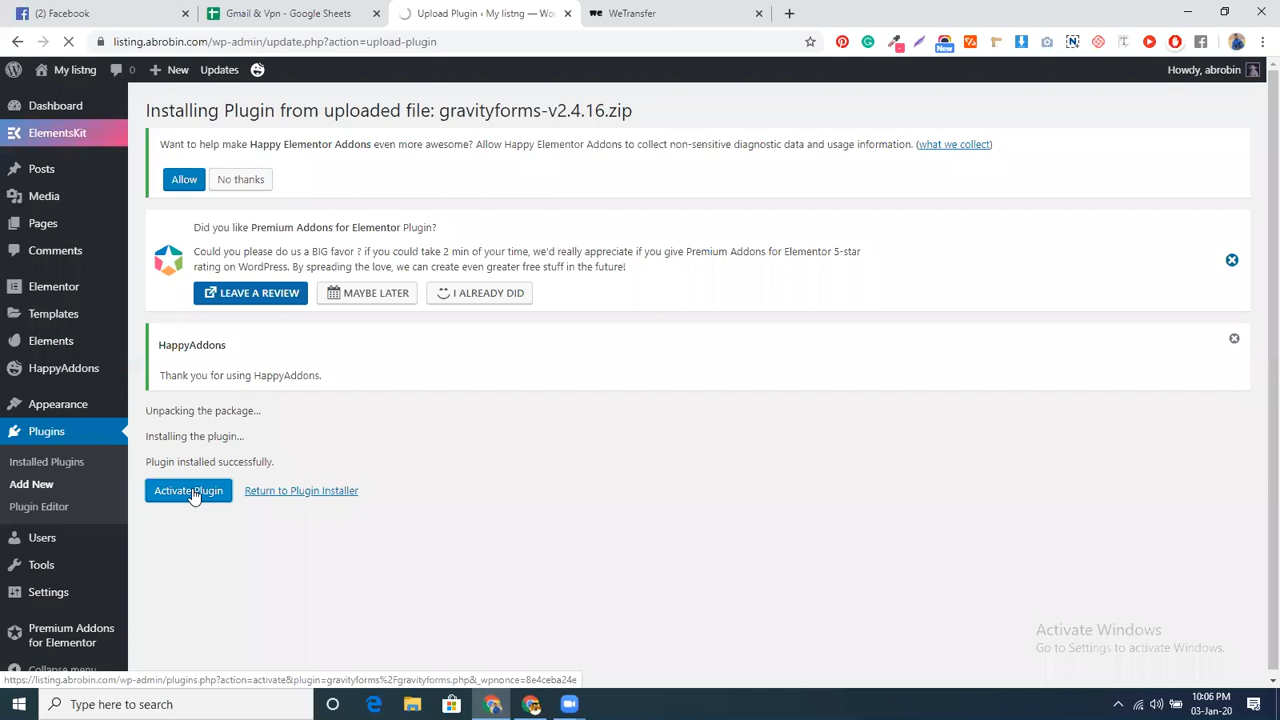 (2) Facebook
Gmail & Vpn - Google Sheets
Upload Plugin ‹ My listng — Wo
WeTransfer
listing.abrobin.com/wp-admin/update.php?action=upload-plugin
New
My listng
0
New
Updates
Howdy, abrobin
Dashboard
ElementsKit
Posts
Media
Pages
Comments
Elementor
Templates
Elements
HappyAddons
Appearance
Plugins
Installed Plugins
Add New
Plugin Editor
Users
Tools
Settings
Premium Addons
for Elementor
Collapse menu
Installing Plugin from uploaded file: gravityforms-v2.4.16.zip
Want to help make Happy Elementor Addons even more awesome? Allow Happy Elementor Addons to collect non-sensitive diagnostic data and usage information. (what we collect)
Allow
No thanks
Did you like Premium Addons for Elementor Plugin?
Could you please do us a BIG favor ? if you could take 2 min of your time, we'd really appreciate if you give Premium Addons for Elementor 5-star
rating on WordPress. By spreading the love, we can create even greater free stuff in the future!
LEAVE A REVIEW
MAYBE LATER
I ALREADY DID
HappyAddons
Thank you for using HappyAddons.
Unpacking the package...
Installing the plugin...
Plugin installed successfully.
Activate Plugin
Return to Plugin Installer
Activate Windows
Go to Settings to activate Windows.
https://listing.abrobin.com/wp-admin/plugins.php?action=activate&plugin=gravityforms%2Fgravityforms.php&_wpnonce=8e4ceba24e
Type here to search
10:06 PM
03-Jan-20